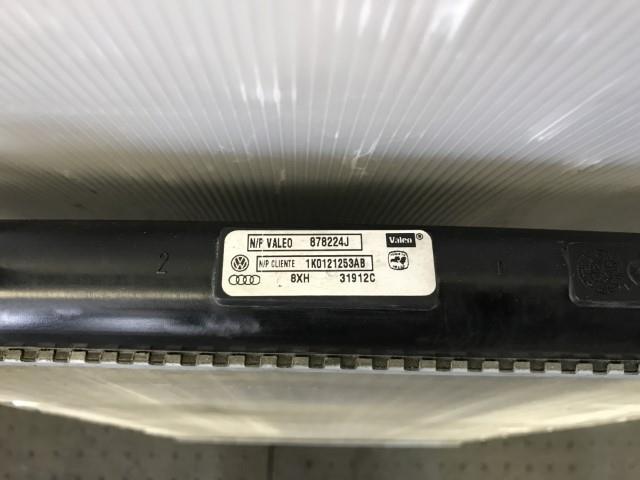 N/P VALEO 878224J Valeo®
N/P CLIENTE 1K0121253AB
8XH 31912C
2
1